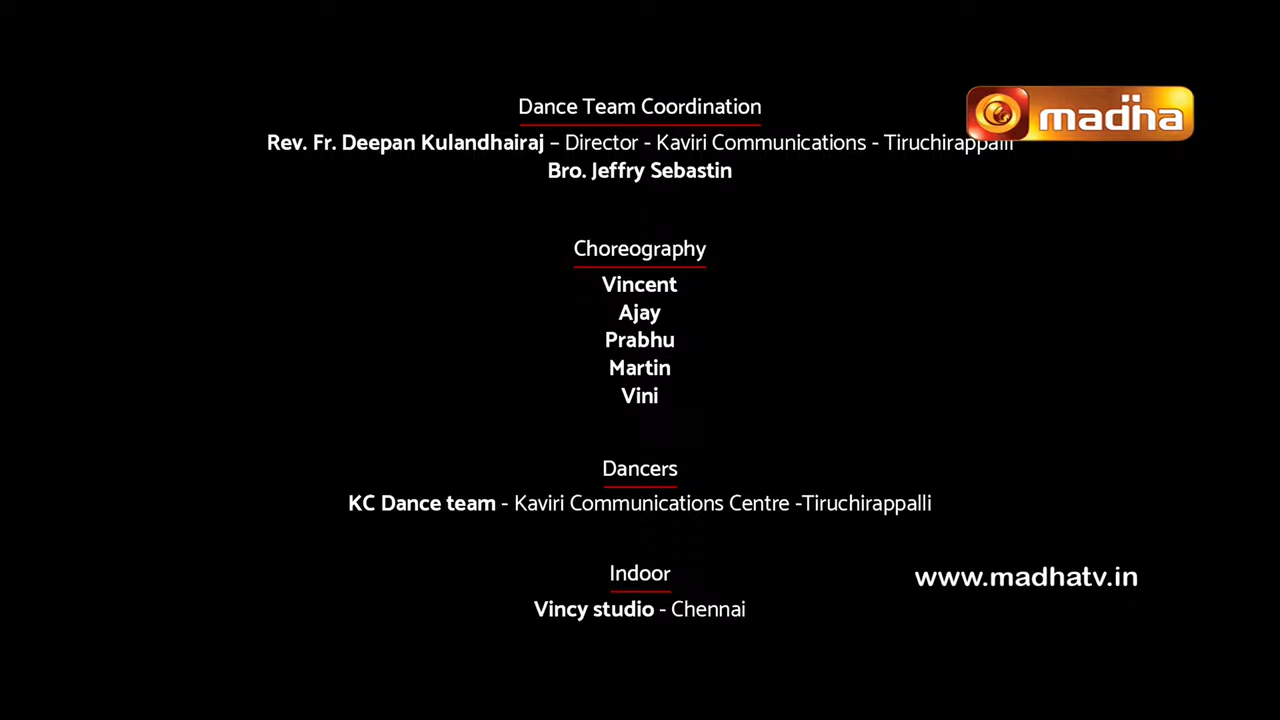 Dance Team Coordination
madha
Rev. Fr. Deepan Kulandhairaj – Director - Kaviri Communications - Tiruchirappalli
Bro. Jeffry Sebastin
Choreography
Vincent
Ajay
Prabhu
Martin
Vini
Dancers
KC Dance team - Kaviri Communications Centre -Tiruchirappalli
Indoor
www.madhatv.in
Vincy studio - Chennai